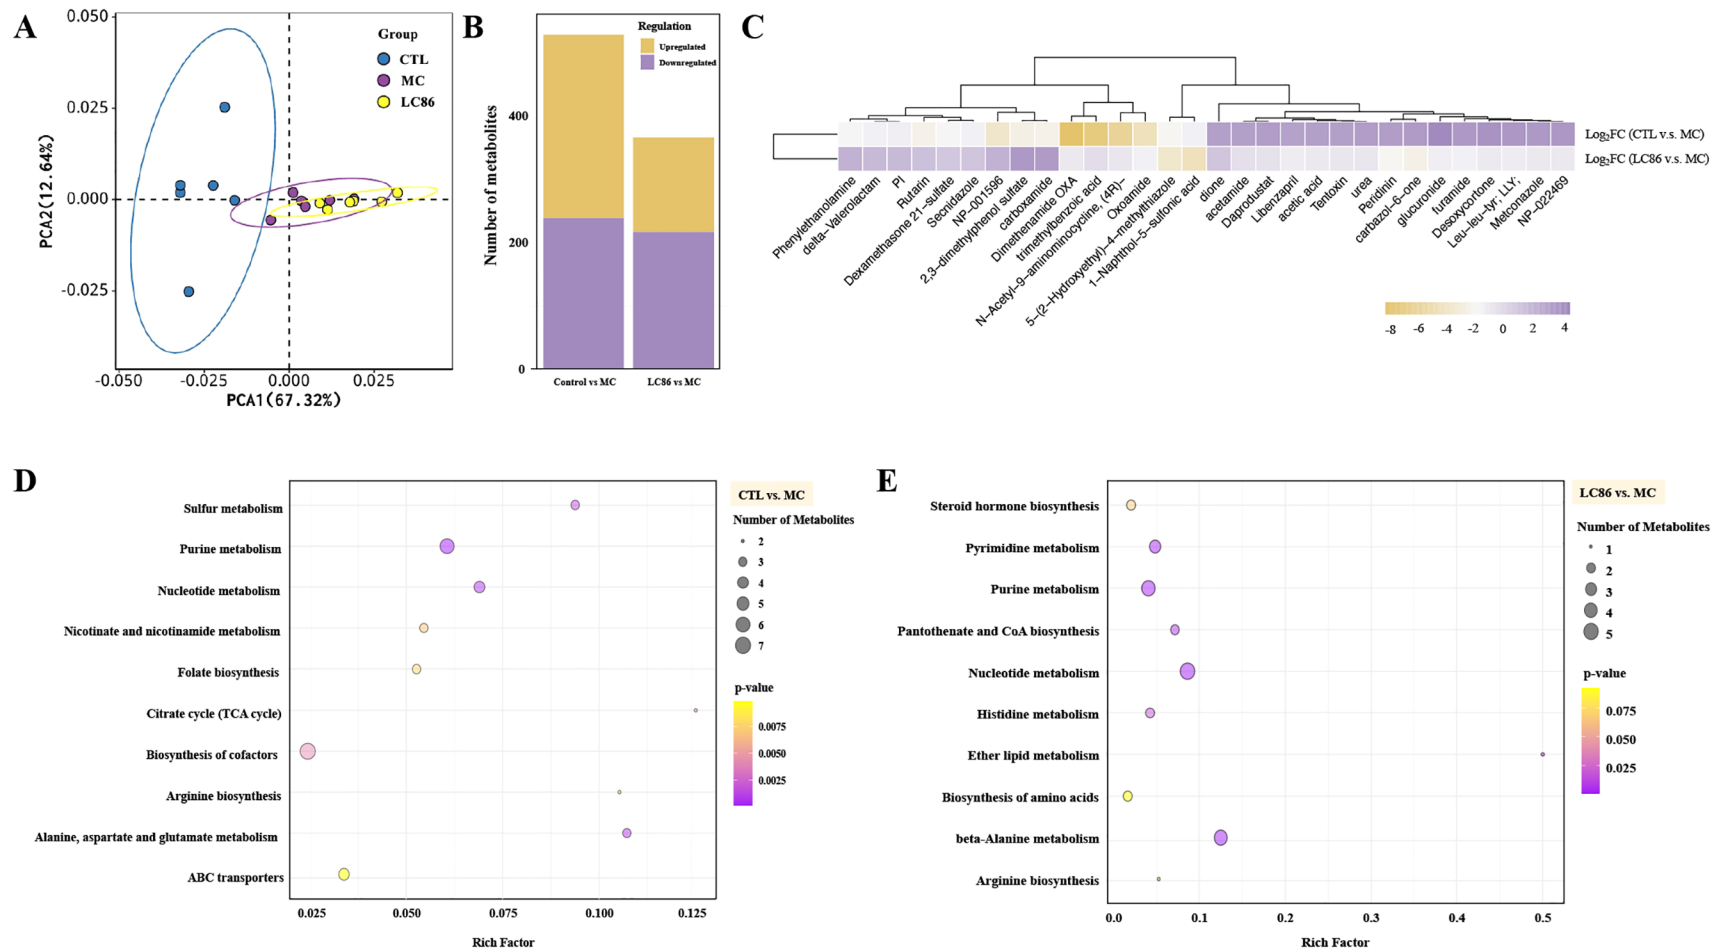 A
0.050
0.025
0.000
-0.025
-0.050
-0.025
0.000
0.025
PCA2(12.64%)
PCA1(67.32%)
Group
CTL
MC
LC86
B
Regulation
Upregulated
Downregulated
Number of metabolites
400
200
0
Control vs MC
LC86 vs MC
C
Log2FC (CTL v.s. MC)
Log2FC (LC86 v.s. MC)
Phenylethanolamine
delta-Valerolactam
PI
Rutarin
Dexamethasone 21-sulfate
Secnidazole
NP-001596
2,3-dimethylphenol sulfate
carboxamide
Dimethenamide OXA
trimethylbenzoic acid
N-Acetyl-9-aminominocycline, (4R)-
Oxoamide
5-(2-Hydroxyethyl)-4-methylthiazole
1-Naphthol-5-sulfonic acid
dione
acetamide
Daprodustat
Libenzapril
acetic acid
Tentoxin
urea
Peridinin
carbazol-6-one
glucuronide
furamide
Desoxycortone
Leu-leu-tyr; LLY;
Metconazole
NP-022469
-8
-6
-4
-2
0
2
4
D
Sulfur metabolism
Purine metabolism
Nucleotide metabolism
Nicotinate and nicotinamide metabolism
Folate biosynthesis
Citrate cycle (TCA cycle)
Biosynthesis of cofactors
Arginine biosynthesis
Alanine, aspartate and glutamate metabolism
ABC transporters
0.025
0.050
0.075
0.100
0.125
Rich Factor
CTL vs. MC
Number of Metabolites
2
3
4
5
6
7
p-value
0.0075
0.0050
0.0025
E
Steroid hormone biosynthesis
Pyrimidine metabolism
Purine metabolism
Pantothenate and CoA biosynthesis
Nucleotide metabolism
Histidine metabolism
Ether lipid metabolism
Biosynthesis of amino acids
beta-Alanine metabolism
Arginine biosynthesis
0.0
0.1
0.2
0.3
0.4
0.5
Rich Factor
LC86 vs. MC
Number of Metabolites
1
2
3
4
5
p-value
0.075
0.050
0.025